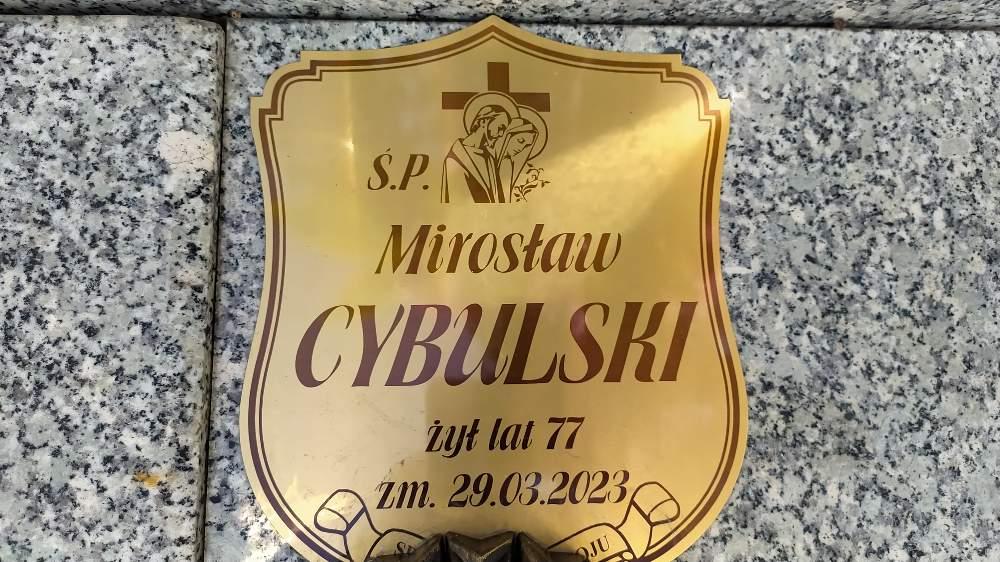 Ś.P.
Mirosław
CYBULSKI
żył lat 77
zm. 29.03.2023